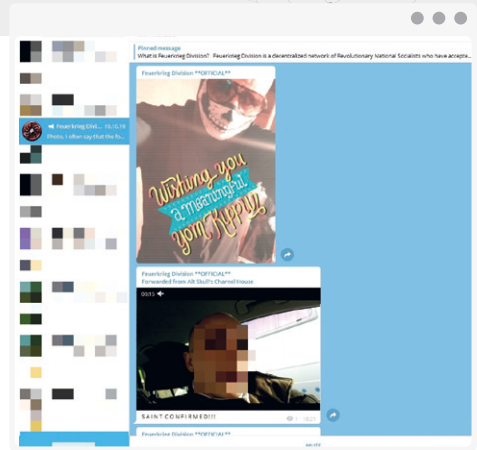 Pinned message
What is Feuerkrieg Division? Feuerkrieg Division is a decentralized network of Revolutionary National Socialists who have accepte...
Feuerkrieg Division **OFFICIAL**
Feuerkrieg Divi... 10.10.19
Photo, I often say that the fo...
Wishing you
a meaningful
yom Kippur
Feuerkrieg Division **OFFICIAL**
Forwarded from Alt Skull's Charnel House
00:15
SAINT CONFIRMED!!!
Feuerkrieg Division **OFFICIAL**
MUTE